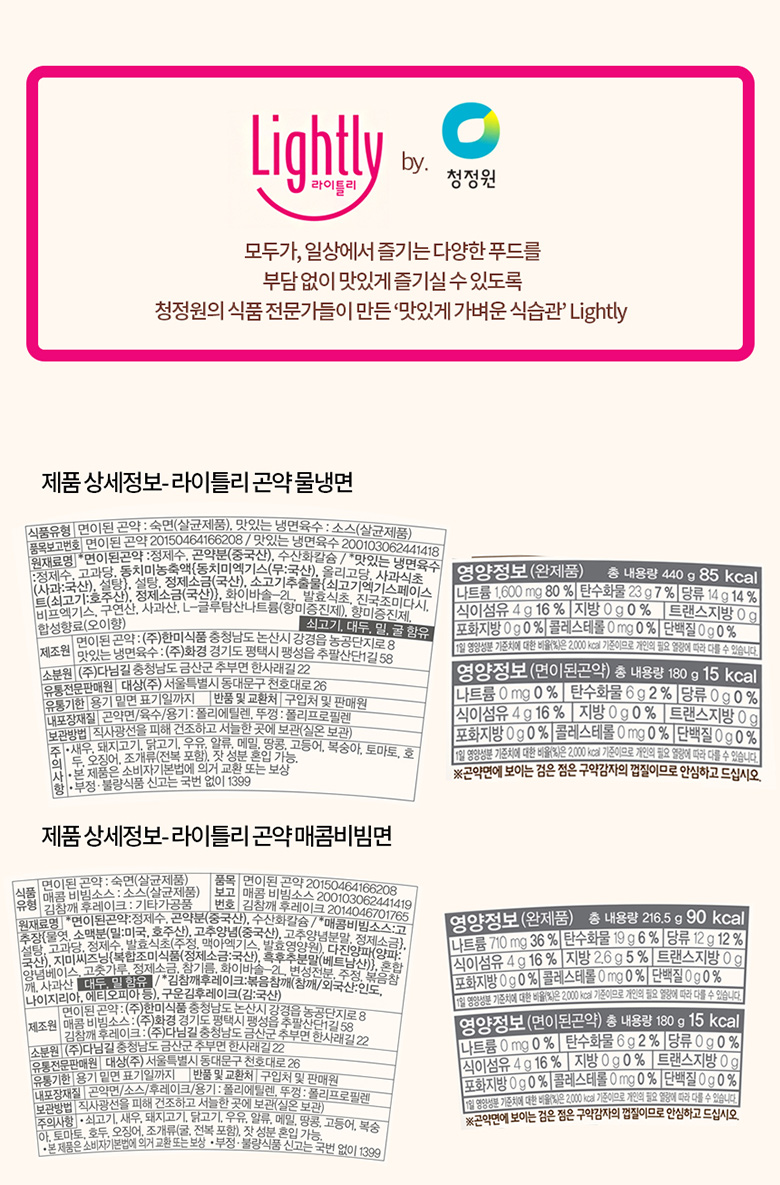 Lightly
라이틀리
by.
청정원
모두가, 일상에서 즐기는 다양한 푸드를
부담 없이 맛있게 즐기실 수 있도록
청정원의 식품 전문가들이 만든 ‘맛있게 가벼운 식습관’ Lightly
제품 상세정보- 라이틀리 곤약 물냉면
식품유형 면이된 곤약 : 숙면(살균제품), 맛있는 냉면육수 : 소스(살균제품)
품목보고번호 면이된 곤약 20150464166208 / 맛있는 냉면육수 200103062441418
원재료명 *면이된곤약 :정제수, 곤약분(중국산), 수산화칼슘 / *맛있는 냉면육수
:정제수, 고과당, 동치미농축액{동치미엑기스(무:국산), 올리고당, 사과식초
(사과:국산), 설탕}, 설탕, 정제소금(국산), 소고기추출물{쇠고기엑기스페이스
트(쇠고기:호주산), 정제소금(국산)}, 화이바솔-2L, 발효식초, 진국조미다시,
비프엑기스, 구연산, 사과산, L-글루탐산나트륨(향미증진제), 향미증진제,
합성향료(오이향)
쇠고기, 대두, 밀, 굴 함유
제조원 면이된 곤약 : (주)한미식품 충청남도 논산시 강경읍 농공단지로 8
맛있는 냉면육수 : (주)화경 경기도 평택시 팽성읍 추팔산단1길 58
소분원 (주)다님길 충청남도 금산군 추부면 한사래길 22
유통전문판매원 대상(주) 서울특별시 동대문구 천호대로 26
유통기한 용기 밑면 표기일까지 반품 및 교환처 구입처 및 판매원
내포장재질 곤약면/육수/용기 : 폴리에틸렌, 뚜껑 : 폴리프로필렌
보관방법 직사광선을 피해 건조하고 서늘한 곳에 보관(실온 보관)
주의사항 • 새우, 돼지고기, 닭고기, 우유, 알류, 메밀, 땅콩, 고등어, 복숭아, 토마토, 호
두, 오징어, 조개류(전복 포함), 잣 성분 혼입 가능.
• 본 제품은 소비자기본법에 의거 교환 또는 보상
• 부정·불량식품 신고는 국번 없이 1399
영양정보 (완제품) 총 내용량 440 g 85 kcal
나트륨 1,600 mg 80 % 탄수화물 23 g 7 % 당류 14 g 14 %
식이섬유 4 g 16 % 지방 0 g 0 % 트랜스지방 0 g
포화지방 0 g 0 % 콜레스테롤 0 mg 0 % 단백질 0 g 0 %
1일 영양성분 기준치에 대한 비율(%)은 2,000 kcal 기준이므로 개인의 필요 열량에 따라 다를 수 있습니다.
영양정보 (면이된곤약) 총 내용량 180 g 15 kcal
나트륨 0 mg 0 % 탄수화물 6 g 2 % 당류 0 g 0 %
식이섬유 4 g 16 % 지방 0 g 0 % 트랜스지방 0 g
포화지방 0 g 0 % 콜레스테롤 0 mg 0 % 단백질 0 g 0 %
1일 영양성분 기준치에 대한 비율(%)은 2,000 kcal 기준이므로 개인의 필요 열량에 따라 다를 수 있습니다.
※곤약면에 보이는 검은 점은 구약감자의 껍질이므로 안심하고 드십시오.
제품 상세정보- 라이틀리 곤약 매콤비빔면
식품유형 면이된 곤약 : 숙면(살균제품) 품목보고번호 면이된 곤약 20150464166208
매콤 비빔소스 : 소스(살균제품) 매콤 비빔소스 200103062441419
김참깨 후레이크 : 기타가공품 김참깨 후레이크 2014046701765
원재료명 *면이된곤약:정제수, 곤약분(중국산), 수산화칼슘 / *매콤비빔소스:고
추장{물엿, 소맥분(밀:미국, 호주산), 고추양념(중국산), 고추양념분말, 정제소금},
설탕, 고과당, 정제수, 발효식초(주정, 맥아엑기스, 발효영양원), 다진양파(양파:
국산), 지미씨즈닝{복합조미식품(정제소금:국산), 흑후추분말(베트남산)}, 혼합
양념베이스, 고춧가루, 정제소금, 참기름, 화이바솔-2L, 변성전분, 주정, 볶음참
깨, 사과산 대두, 밀 함유 / *김참깨후레이크:볶음참깨(참깨/외국산:인도,
나이지리아, 에티오피아 등), 구운김후레이크(김:국산)
제조원 면이된 곤약 : (주)한미식품 충청남도 논산시 강경읍 농공단지로 8
매콤 비빔소스 : (주)화경 경기도 평택시 팽성읍 추팔산단1길 58
김참깨 후레이크 : (주)다님길 충청남도 금산군 추부면 한사래길 22
소분원 (주)다님길 충청남도 금산군 추부면 한사래길 22
유통전문판매원 대상(주) 서울특별시 동대문구 천호대로 26
유통기한 용기 밑면 표기일까지 반품 및 교환처 구입처 및 판매원
내포장재질 곤약면/소스/후레이크/용기 : 폴리에틸렌, 뚜껑 : 폴리프로필렌
보관방법 직사광선을 피해 건조하고 서늘한 곳에 보관(실온 보관)
주의사항 • 쇠고기, 새우, 돼지고기, 닭고기, 우유, 알류, 메밀, 땅콩, 고등어, 복숭
아, 토마토, 호두, 오징어, 조개류(굴, 전복 포함), 잣 성분 혼입 가능.
• 본 제품은 소비자기본법에 의거 교환 또는 보상 • 부정·불량식품 신고는 국번 없이 1399
영양정보 (완제품) 총 내용량 216.5 g 90 kcal
나트륨 710 mg 36 % 탄수화물 19 g 6 % 당류 12 g 12 %
식이섬유 4 g 16 % 지방 2.6 g 5 % 트랜스지방 0 g
포화지방 0 g 0 % 콜레스테롤 0 mg 0 % 단백질 0 g 0 %
1일 영양성분 기준치에 대한 비율(%)은 2,000 kcal 기준이므로 개인의 필요 열량에 따라 다를 수 있습니다.
영양정보 (면이된곤약) 총 내용량 180 g 15 kcal
나트륨 0 mg 0 % 탄수화물 6 g 2 % 당류 0 g 0 %
식이섬유 4 g 16 % 지방 0 g 0 % 트랜스지방 0 g
포화지방 0 g 0 % 콜레스테롤 0 mg 0 % 단백질 0 g 0 %
1일 영양성분 기준치에 대한 비율(%)은 2,000 kcal 기준이므로 개인의 필요 열량에 따라 다를 수 있습니다.
※곤약면에 보이는 검은 점은 구약감자의 껍질이므로 안심하고 드십시오.